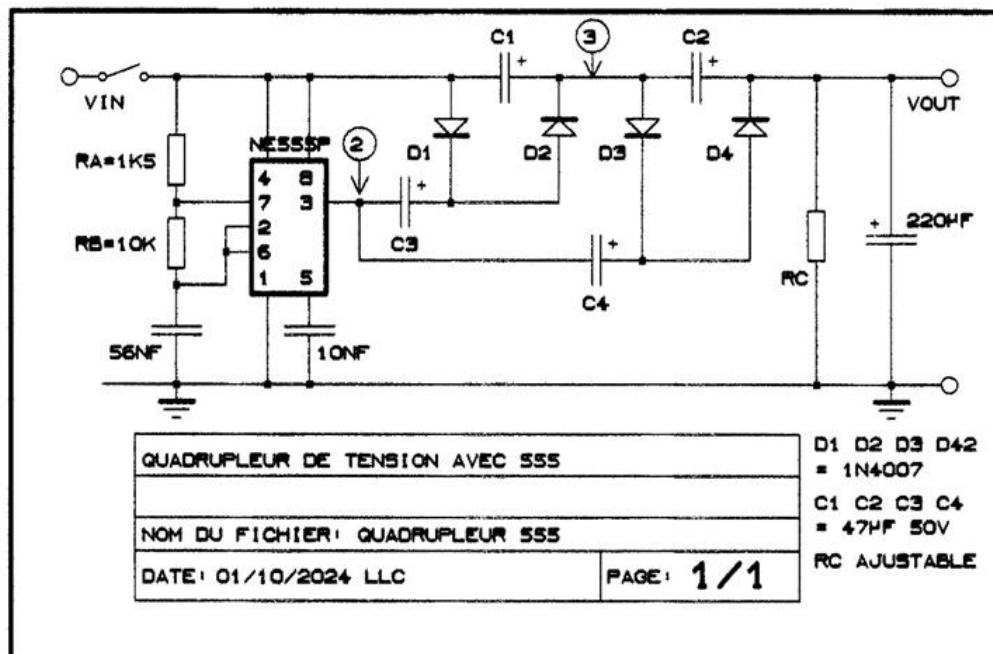 C1 + 3 C2 +
VIN VOUT
NE555P 2
RA=1K5 D1 D2 D3 D4
4 8
7 3 +
2 220µF
RB=10K 6 C3 + +
1 5 RC
C4
56NF 10NF
QUADRUPLEUR DE TENSION AVEC 555
NOM DU FICHIER: QUADRUPLEUR 555
DATE: 01/10/2024 LLC PAGE: 1/1
D1 D2 D3 D42
= 1N4007
C1 C2 C3 C4
= 47µF 50V
RC AJUSTABLE